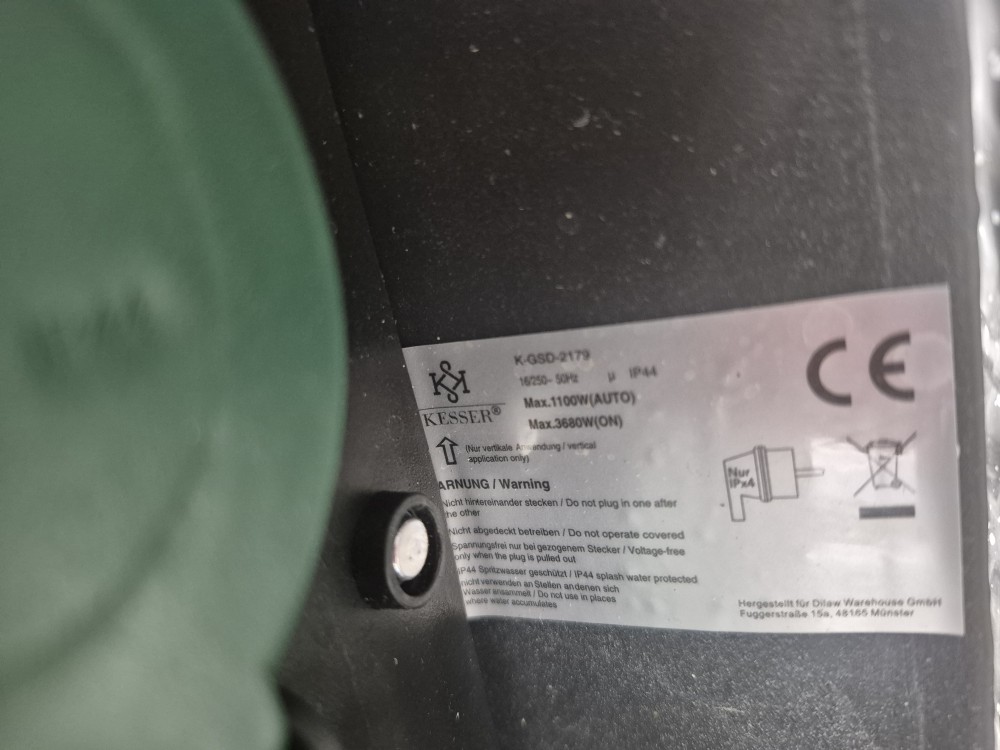 K-GSD-2179
16/250~ 50Hz µ IP44
Max.1100W(AUTO)
Max.3680W(ON)
KESSER®
(Nur vertikale Anwendung / vertical
application only)
ARNUNG / Warning
Nicht hintereinander stecken / Do not plug in one after
the other
Nicht abgedeckt betreiben / Do not operate covered
Spannungsfrei nur bei gezogenem Stecker / Voltage-free
only when the plug is pulled out
IP44 Spritzwasser geschützt / IP44 splash water protected
nicht verwenden an Stellen an denen sich
Wasser ansammelt / Do not use in places
where water accumulates
CE
Nur
IPx4
Hergestellt für Dilaw Warehouse GmbH
Fuggerstraße 15a, 48165 Münster